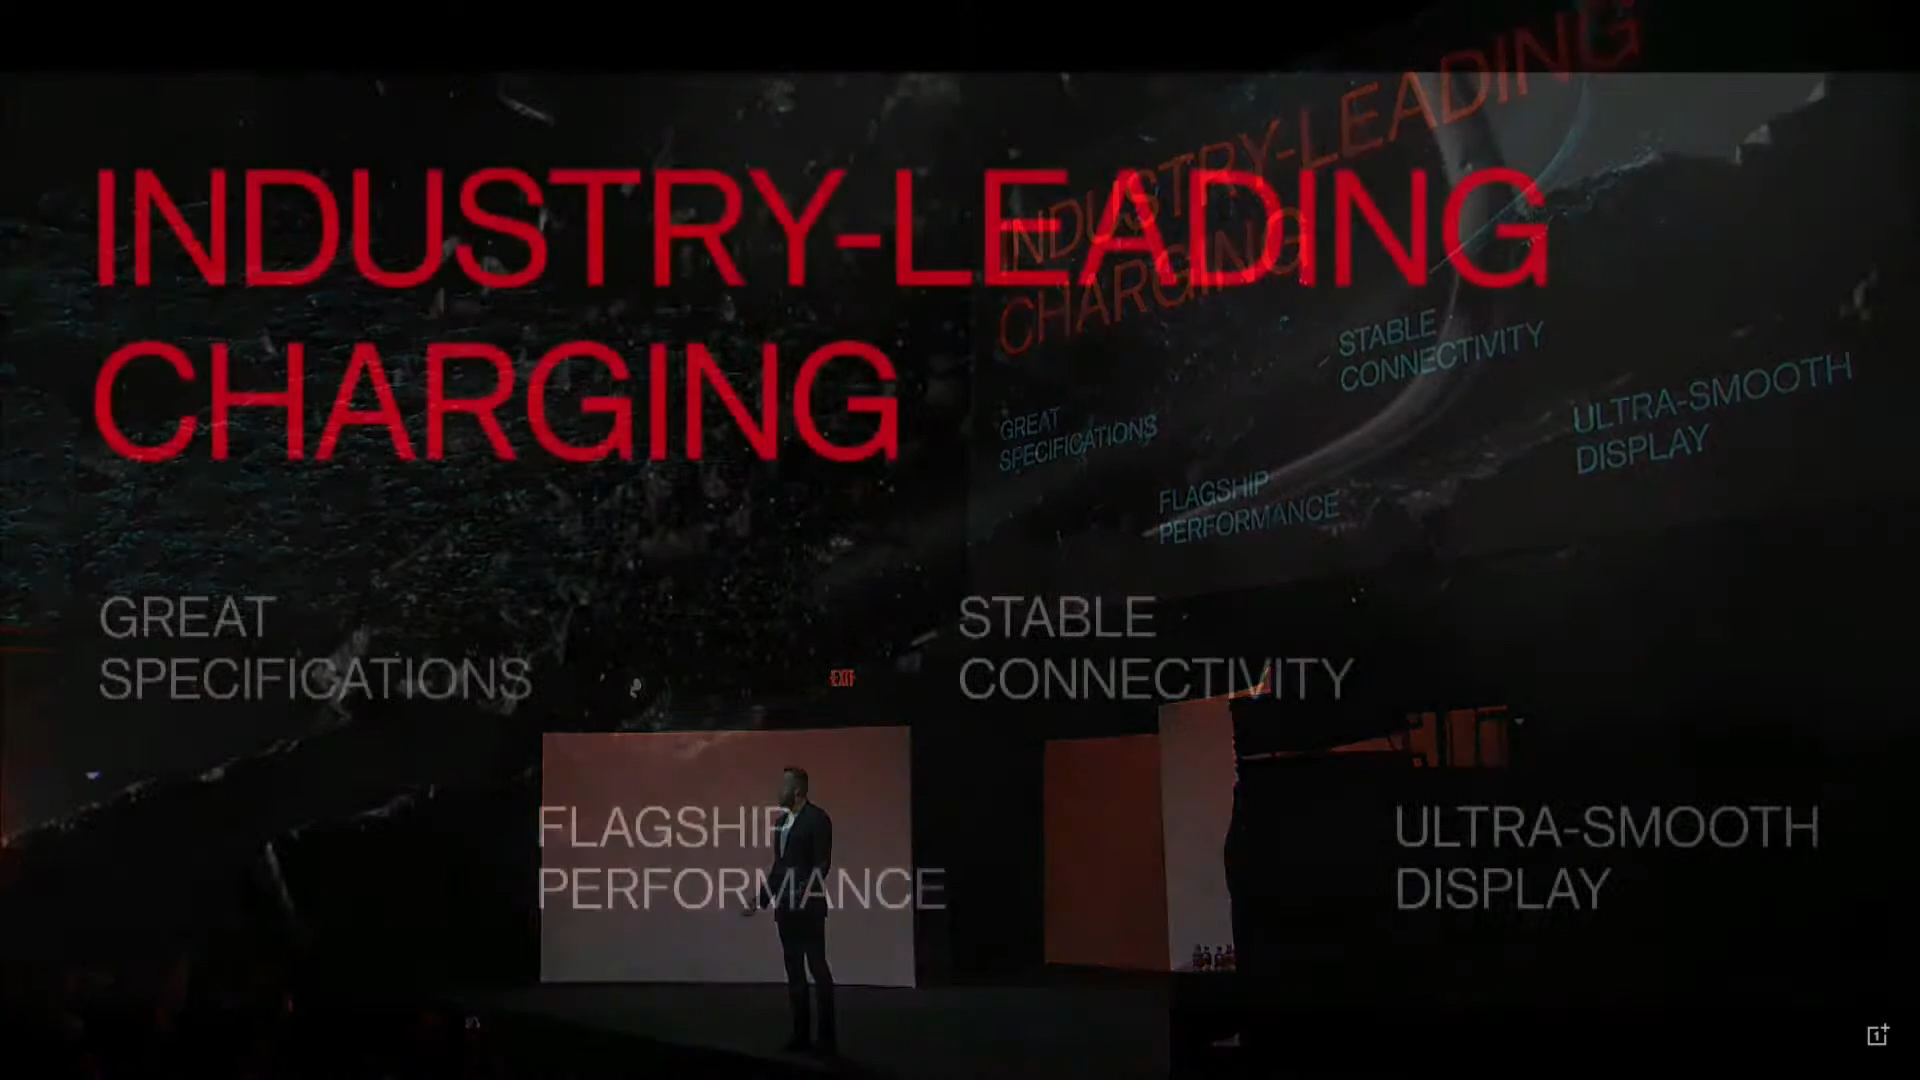 INDUSTRY-LEADING
CHARGING
INDUSTRY-LEADING
CHARGING
STABLE
CONNECTIVITY
ULTRA-SMOOTH
DISPLAY
GREAT
SPECIFICATIONS
FLAGSHIP
PERFORMANCE
GREAT
SPECIFICATIONS
STABLE
CONNECTIVITY
EXIT
FLAGSHIP
PERFORMANCE
ULTRA-SMOOTH
DISPLAY
1+